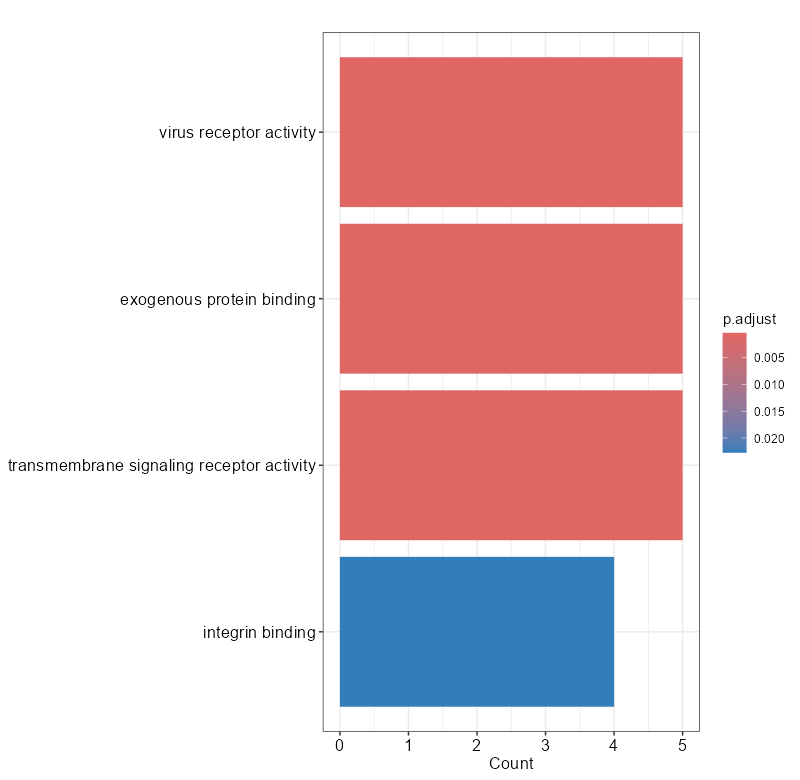 virus receptor activity
exogenous protein binding
transmembrane signaling receptor activity
integrin binding
0 1 2 3 4 5
Count
p.adjust
0.005
0.010
0.015
0.020